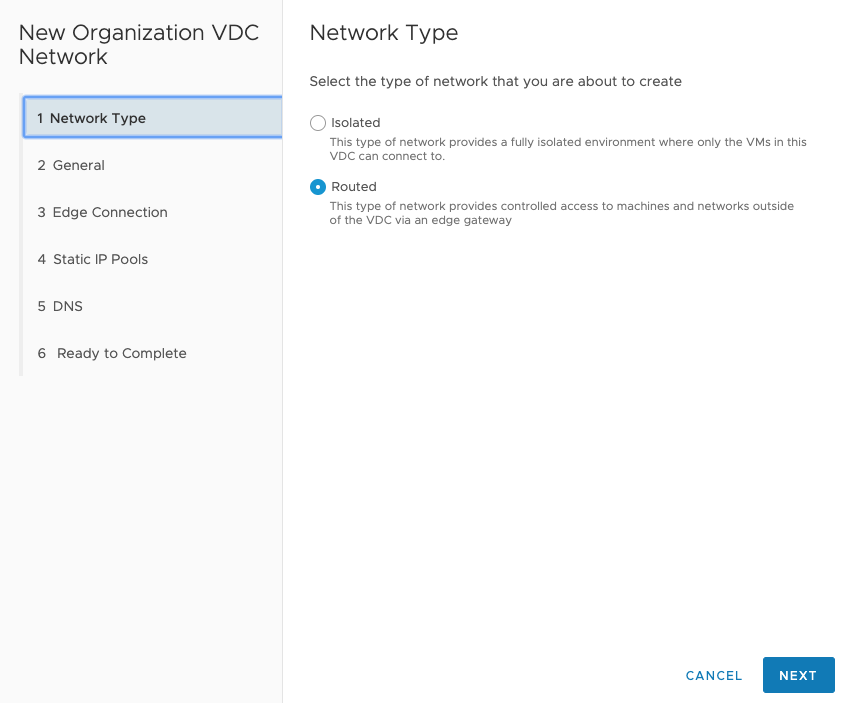 New Organization VDC
Network
1 Network Type
2 General
3 Edge Connection
4 Static IP Pools
5 DNS
6 Ready to Complete
Network Type
Select the type of network that you are about to create
Isolated
This type of network provides a fully isolated environment where only the VMs in this
VDC can connect to.
Routed
This type of network provides controlled access to machines and networks outside
of the VDC via an edge gateway
CANCEL
NEXT